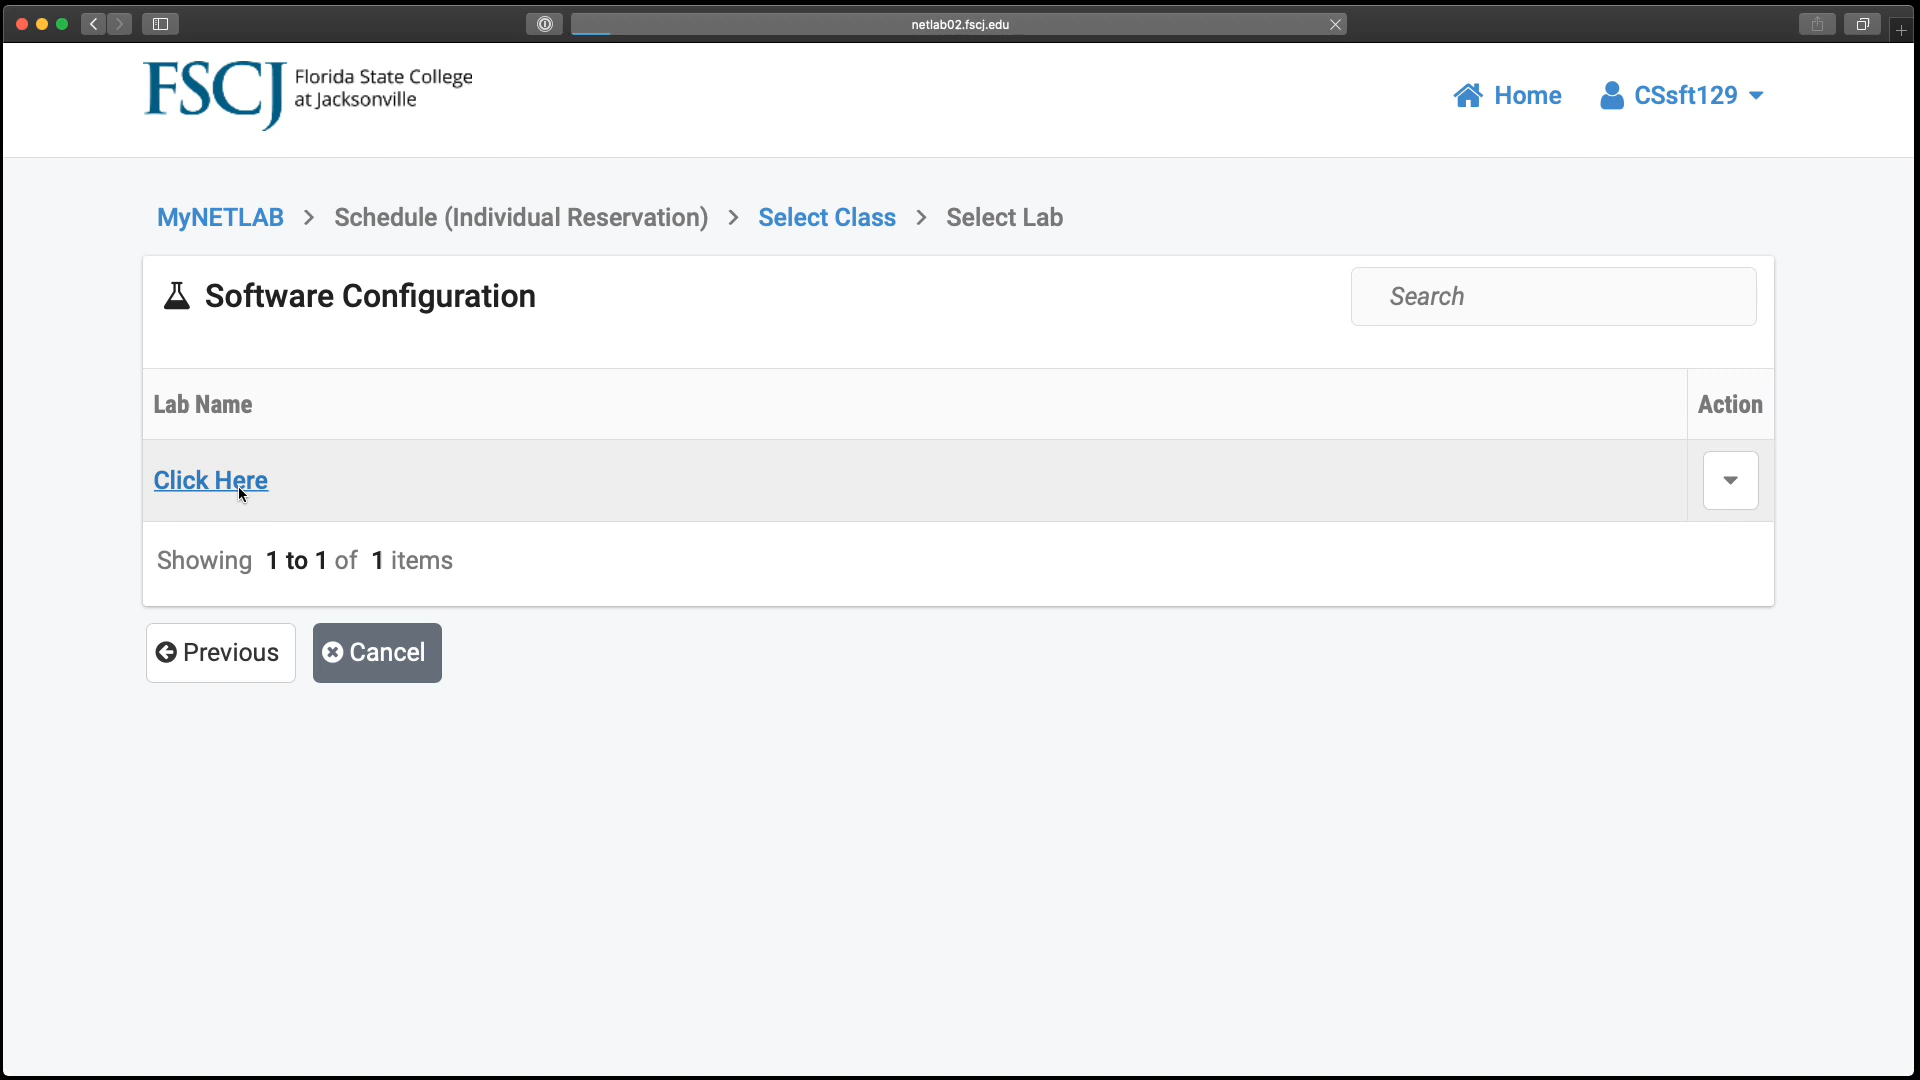 netlab02.fscj.edu
FSCJ Florida State College
at Jacksonville
Home CSsft129
MyNETLAB > Schedule (Individual Reservation) > Select Class > Select Lab
Software Configuration
Search
Lab Name Action
Click Here
Showing 1 to 1 of 1 items
Previous Cancel